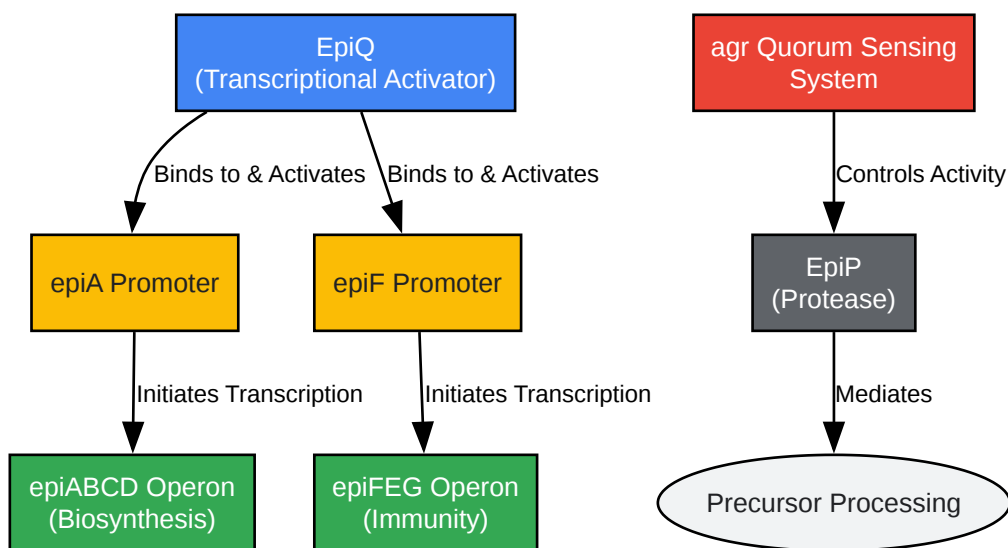 EpiQ
(Transcriptional Activator)
agr Quorum Sensing
System
Binds to & Activates
Binds to & Activates
Controls Activity
epiA Promoter
epiF Promoter
EpiP
(Protease)
Initiates Transcription
Initiates Transcription
Mediates
epiABCD Operon
(Biosynthesis)
epiFEG Operon
(Immunity)
Precursor Processing